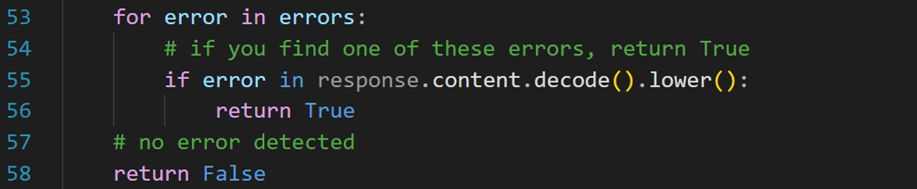 53 for error in errors:
54 # if you find one of these errors, return True
55 if error in response.content.decode().lower():
56 return True
57 # no error detected
58 return False